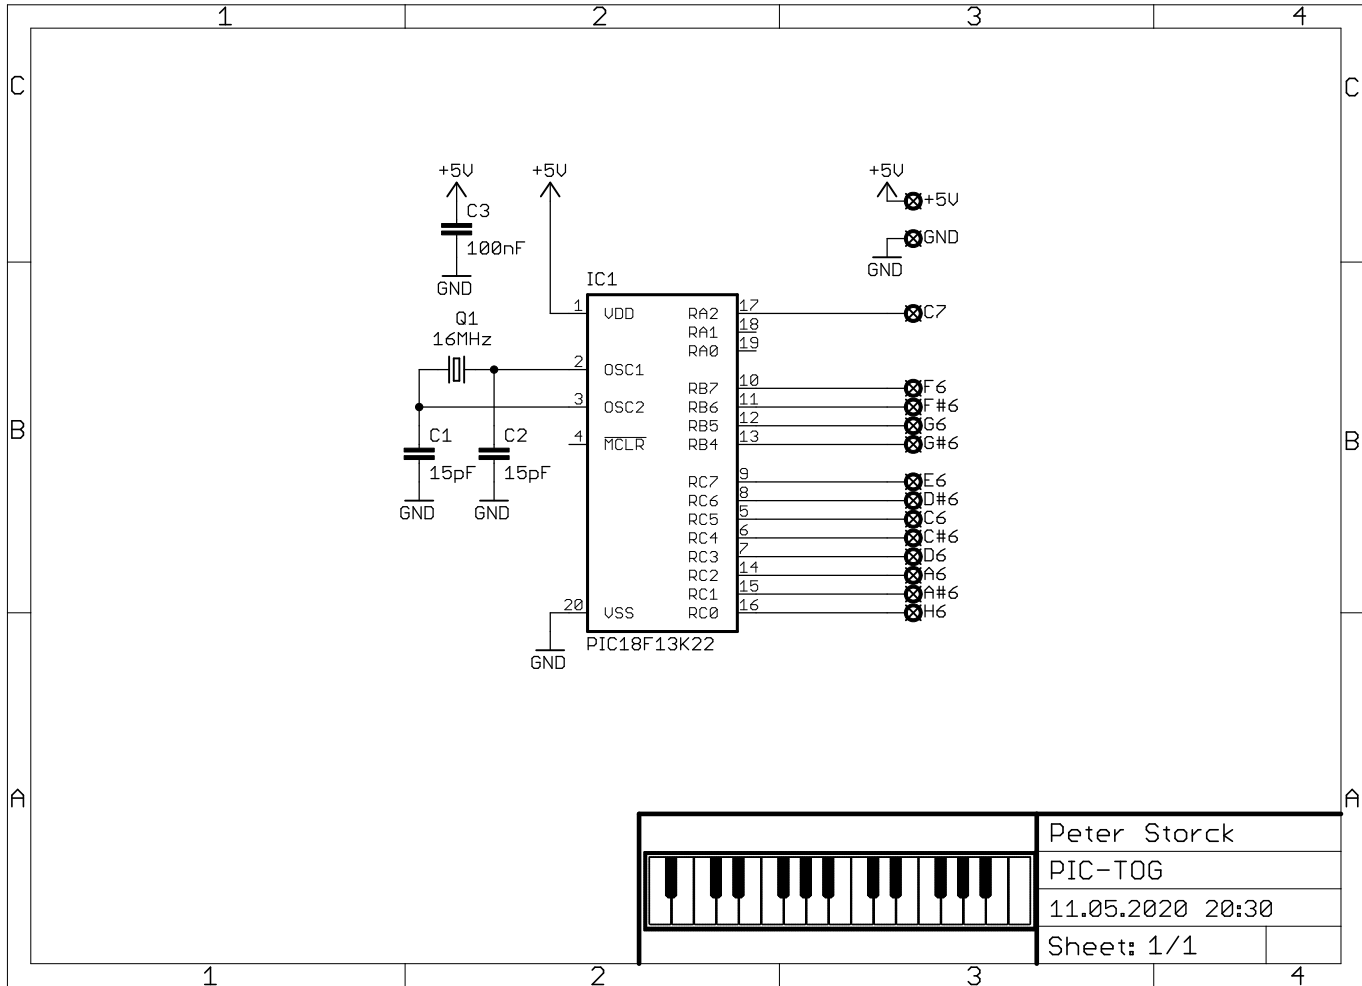 1 2 3 4
C C
+5V +5V +5V
+5V
C3
100nF
GND
GND
GND
IC1
1 VDD RA2 17 C7
RA1 18
RA0 19
Q1
16MHz
2 OSC1
RB7 10 F6
3 OSC2 RB6 11 F#6
RB5 12 G6
4 MCLR RB4 13 G#6
B B
C1 C2
15pF 15pF
GND GND
RC7 9 E6
RC6 8 D#6
RC5 5 C6
RC4 6 C#6
RC3 7 D6
RC2 14 A6
RC1 15 A#6
20 VSS RC0 16 H6
PIC18F13K22
GND
A A
Peter Storck
PIC-TOG
11.05.2020 20:30
Sheet: 1/1
1 2 3 4